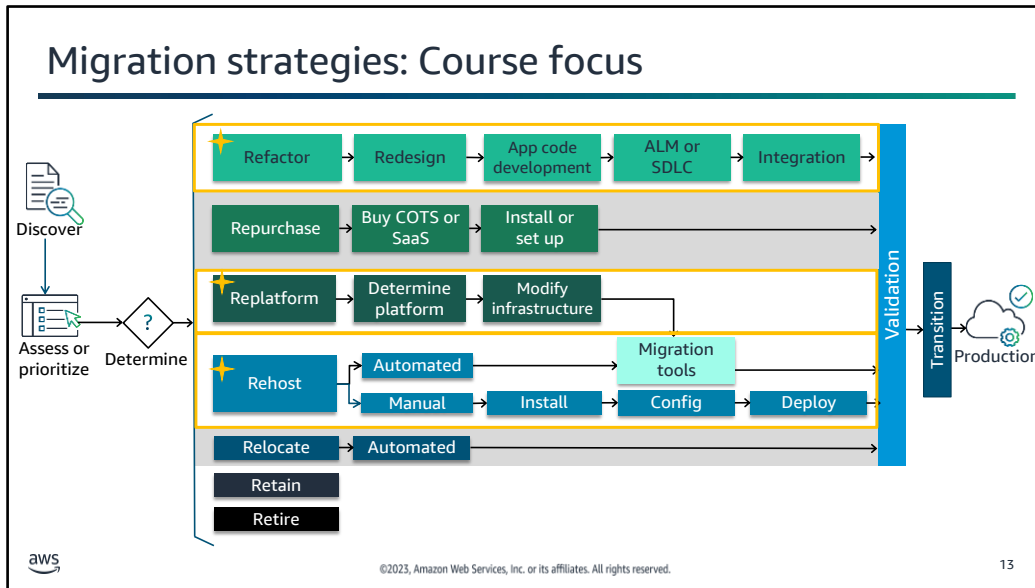 Migration strategies: Course focus
Discover
Assess or
prioritize
?
Determine
Refactor
Redesign
App code
development
ALM or
SDLC
Integration
Repurchase
Buy COTS or
SaaS
Install or
set up
Replatform
Determine
platform
Modify
infrastructure
Rehost
Automated
Migration
tools
Manual
Install
Config
Deploy
Relocate
Automated
Retain
Retire
Validation
Transition
Production
aws
©2023, Amazon Web Services, Inc. or its affiliates. All rights reserved.
13